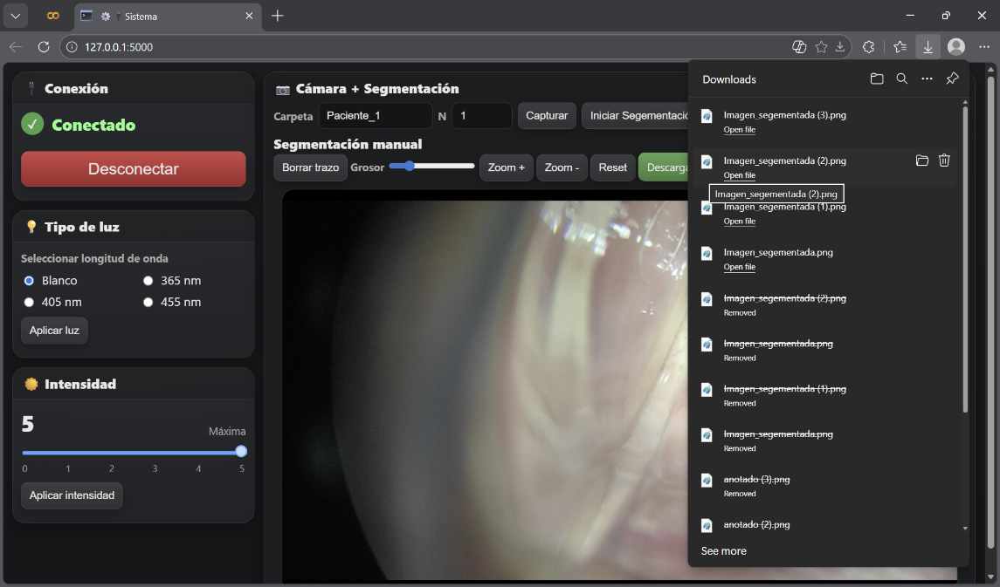 Sistema
127.0.0.1:5000
Conexión
Conectado
Desconectar
Tipo de luz
Seleccionar longitud de onda
Blanco
365 nm
405 nm
455 nm
Aplicar luz
Intensidad
5
Máxima
0 1 2 3 4 5
Aplicar intensidad
Cámara + Segmentación
Carpeta Paciente_1 N 1 Capturar Iniciar Segementació
Segmentación manual
Borrar trazo Grosor Zoom + Zoom - Reset Descarga
Downloads
Imagen_segementada (3).png
Open file
Imagen_segementada (2).png
Open file
Imagen_segementada (2).png
Imagen_segementada (1).png
Open file
Imagen_segementada.png
Open file
Imagen_segementada (2).png
Removed
Imagen_segementada.png
Removed
Imagen_segementada (1).png
Removed
Imagen_segementada.png
Removed
anotado (3).png
Removed
anotado (2).png
See more